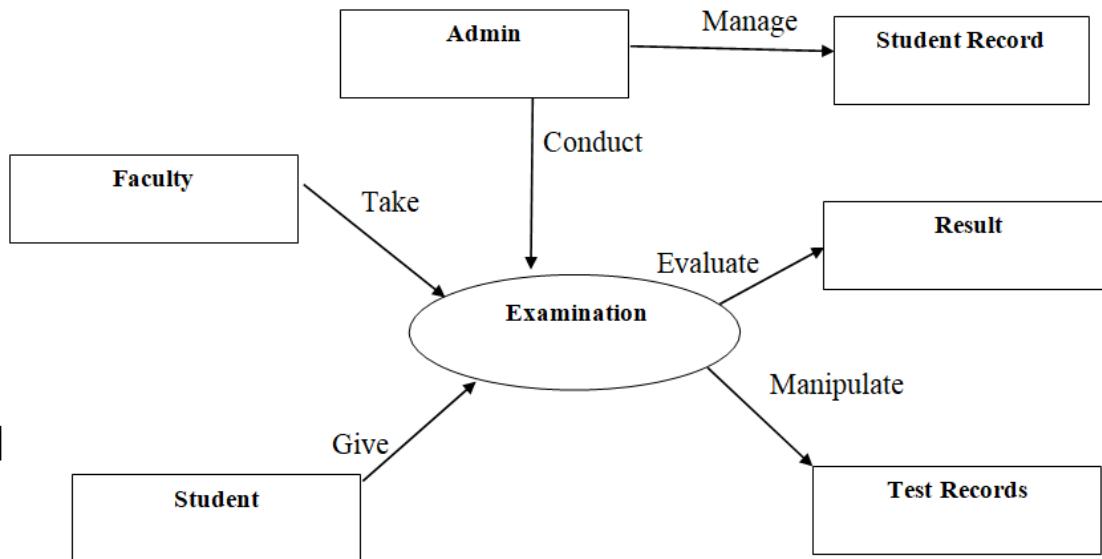 Admin
Manage
Student Record
Conduct
Faculty
Take
Result
Evaluate
Examination
Manipulate
Give
Student
Test Records